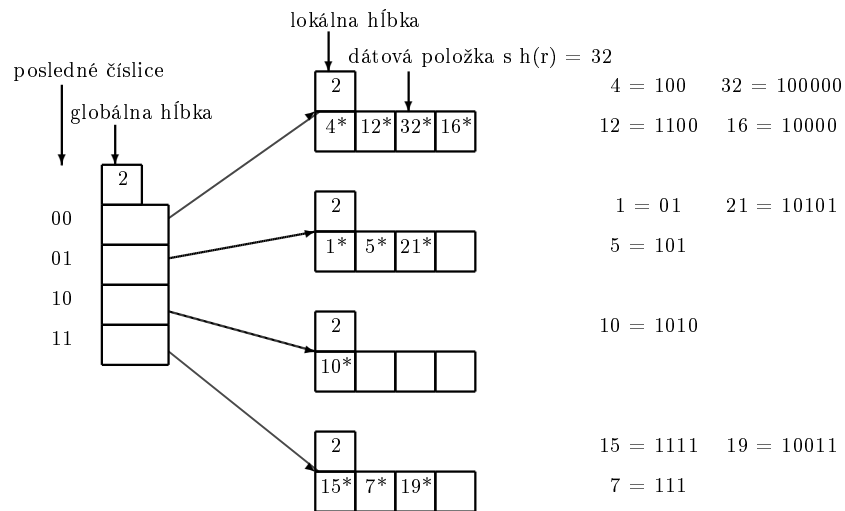 lokálna hĺbka
dátová položka s h(r) = 32
posledné číslice
globálna hĺbka
2
4* 12* 32* 16*
4 = 100 32 = 100000
12 = 1100 16 = 10000
2
00
01
10
11
2
1* 5* 21*
1 = 01 21 = 10101
5 = 101
2
10*
10 = 1010
2
15* 7* 19*
15 = 1111 19 = 10011
7 = 111